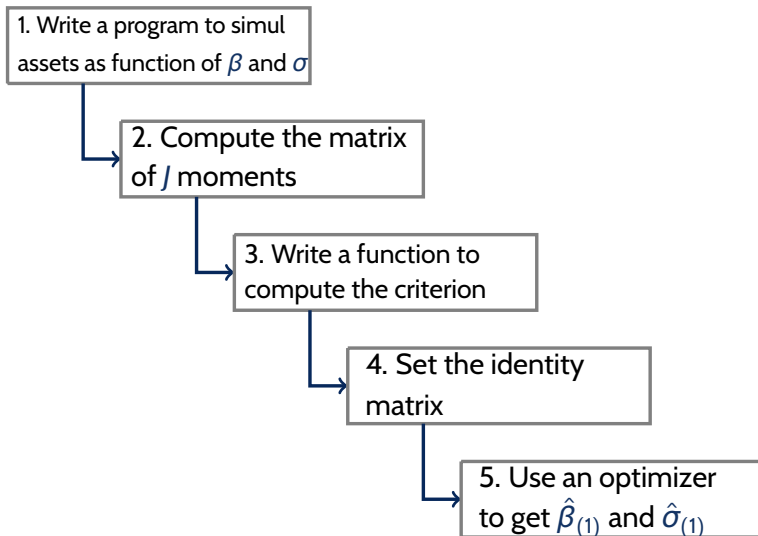 1. Write a program to simul
assets as function of β and σ
2. Compute the matrix
of J moments
3. Write a function to
compute the criterion
4. Set the identity
matrix
5. Use an optimizer
to get β̂₍₁₎ and σ̂₍₁₎